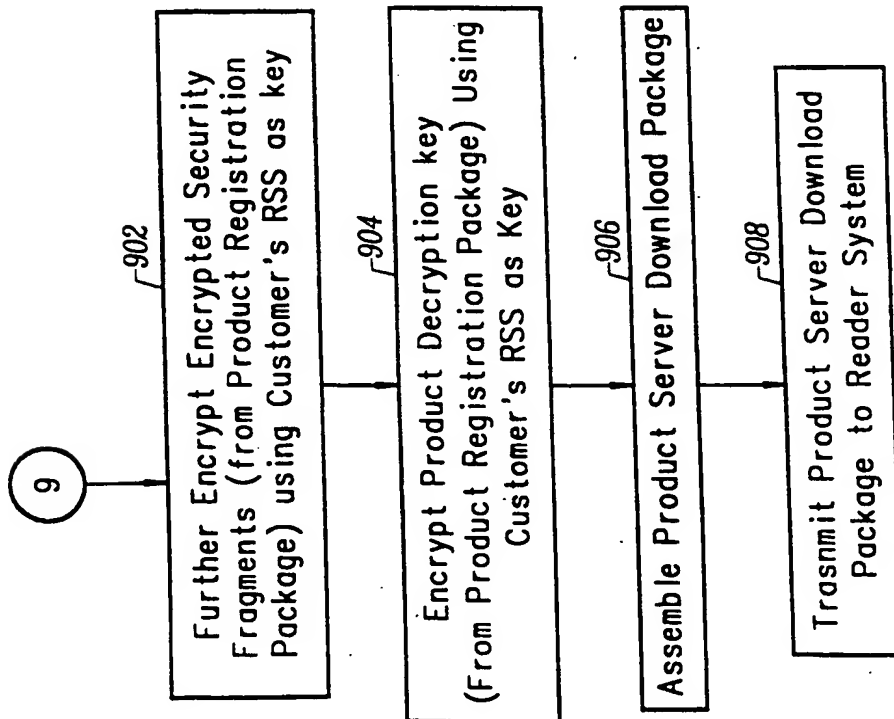 9
902
Further Encrypt Encrypted Security
Fragments (from Product Registration
Package) using Customer's RSS as key
904
Encrypt Product Decryption key
(From Product Registration Package) Using
Customer's RSS as Key
906
Assemble Product Server Download Package
908
Trasnmit Product Server Download
Package to Reader System